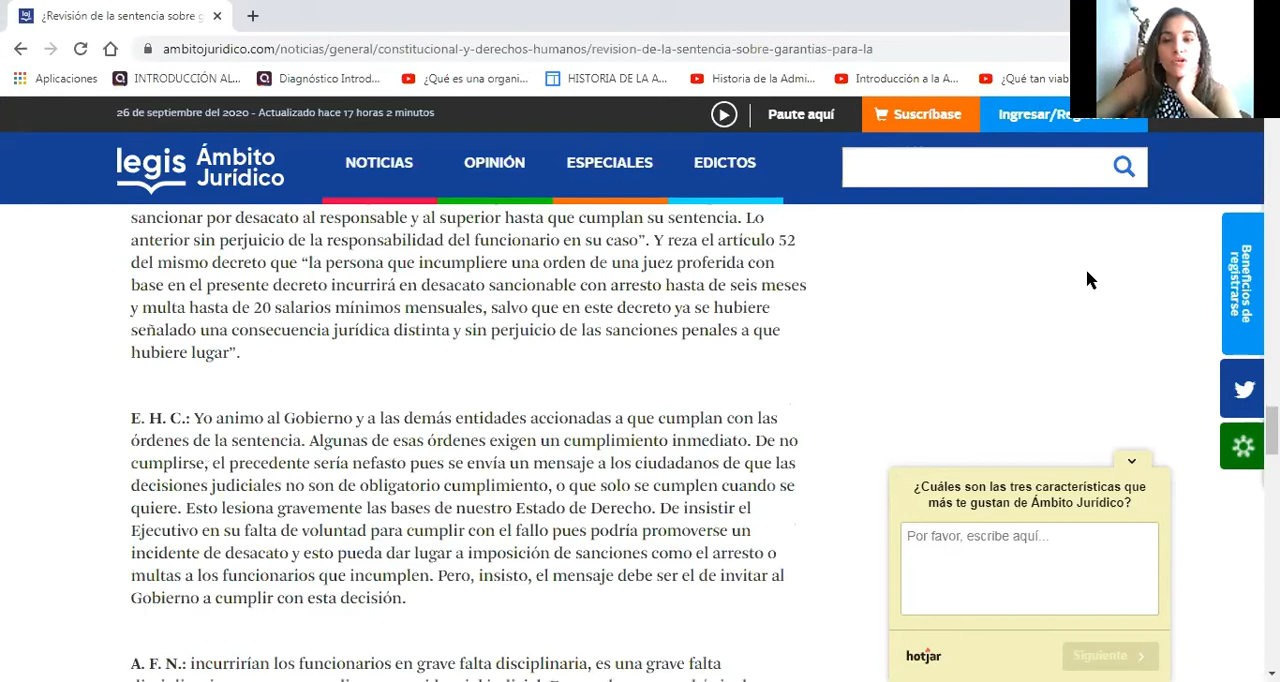 ¿Revisión de la sentencia sobre g
ambitojuridico.com/noticias/general/constitucional-y-derechos-humanos/revision-de-la-sentencia-sobre-garantias-para-la
Aplicaciones
INTRODUCCIÓN AL...
Diagnóstico Introd...
¿Qué es una organi...
HISTORIA DE LA A...
Historia de la Admi...
Introducción a la A...
¿Qué tan viab
26 de septiembre del 2020 - Actualizado hace 17 horas 2 minutos
Paute aquí
Suscríbase
Ingresar/Regi
legis Ámbito
Jurídico
NOTICIAS
OPINIÓN
ESPECIALES
EDICTOS
sancionar por desacato al responsable y al superior hasta que cumplan su sentencia. Lo
anterior sin perjuicio de la responsabilidad del funcionario en su caso”. Y reza el artículo 52
del mismo decreto que “la persona que incumpliere una orden de una juez proferida con
base en el presente decreto incurrirá en desacato sancionable con arresto hasta de seis meses
y multa hasta de 20 salarios mínimos mensuales, salvo que en este decreto ya se hubiere
señalado una consecuencia jurídica distinta y sin perjuicio de las sanciones penales a que
hubiere lugar”.
E. H. C.: Yo animo al Gobierno y a las demás entidades accionadas a que cumplan con las
órdenes de la sentencia. Algunas de esas órdenes exigen un cumplimiento inmediato. De no
cumplirse, el precedente sería nefasto pues se envía un mensaje a los ciudadanos de que las
decisiones judiciales no son de obligatorio cumplimiento, o que solo se cumplen cuando se
quiere. Esto lesiona gravemente las bases de nuestro Estado de Derecho. De insistir el
Ejecutivo en su falta de voluntad para cumplir con el fallo pues podría promoverse un
incidente de desacato y esto pueda dar lugar a imposición de sanciones como el arresto o
multas a los funcionarios que incumplen. Pero, insisto, el mensaje debe ser el de invitar al
Gobierno a cumplir con esta decisión.
A. F. N.: incurrirían los funcionarios en grave falta disciplinaria, es una grave falta
Beneficios de
registrarse
¿Cuáles son las tres características que
más te gustan de Ámbito Jurídico?
Por favor, escribe aquí...
hotjar
Siguiente